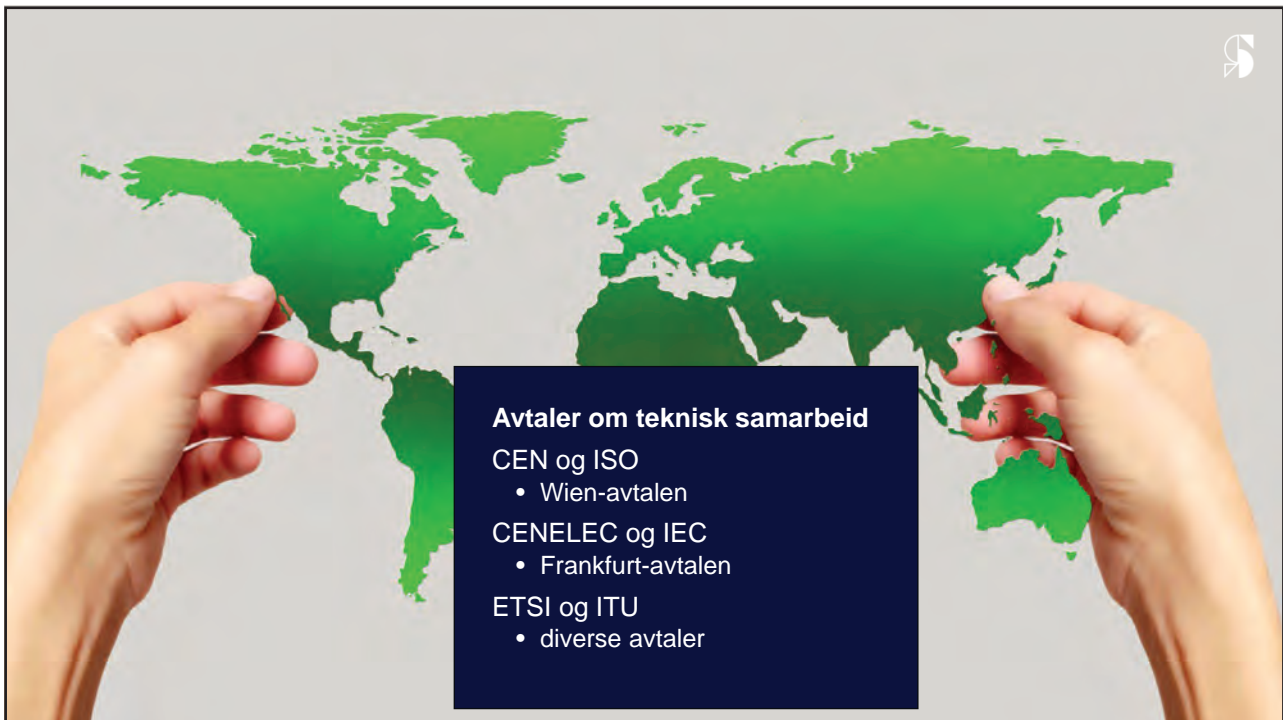 Avtaler om teknisk samarbeid
CEN og ISO
• Wien-avtalen
CENELEC og IEC
• Frankfurt-avtalen
ETSI og ITU
• diverse avtaler